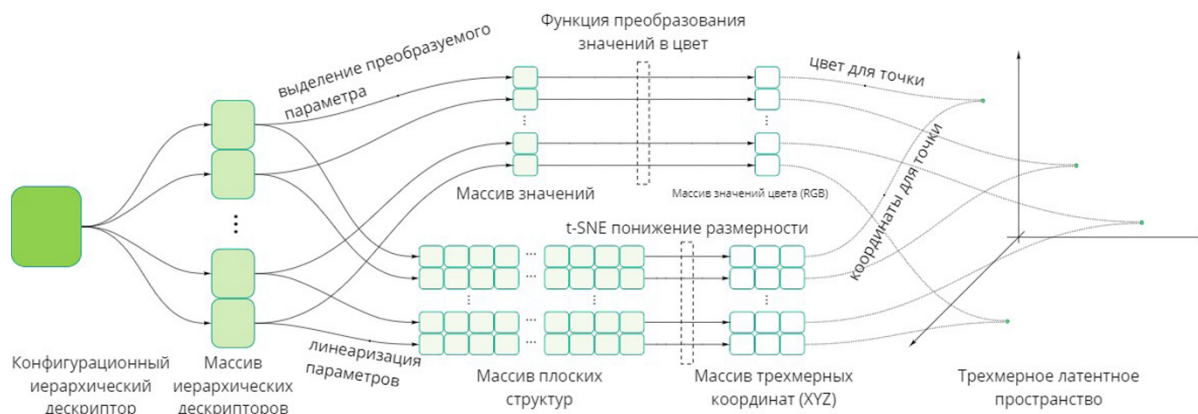 Функция преобразования
значений в цвет
выделение преобразуемого
параметра
цвет для точки
координаты для точки
Массив значений
Массив значений цвета (RGB)
t-SNE понижение размерности
...
...
линеаризация
параметров
Конфигурационный
иерархический
дескриптор
Массив
иерархических
дескрипторов
Массив плоских
структур
Массив трехмерных
координат (XYZ)
Трехмерное латентное
пространство